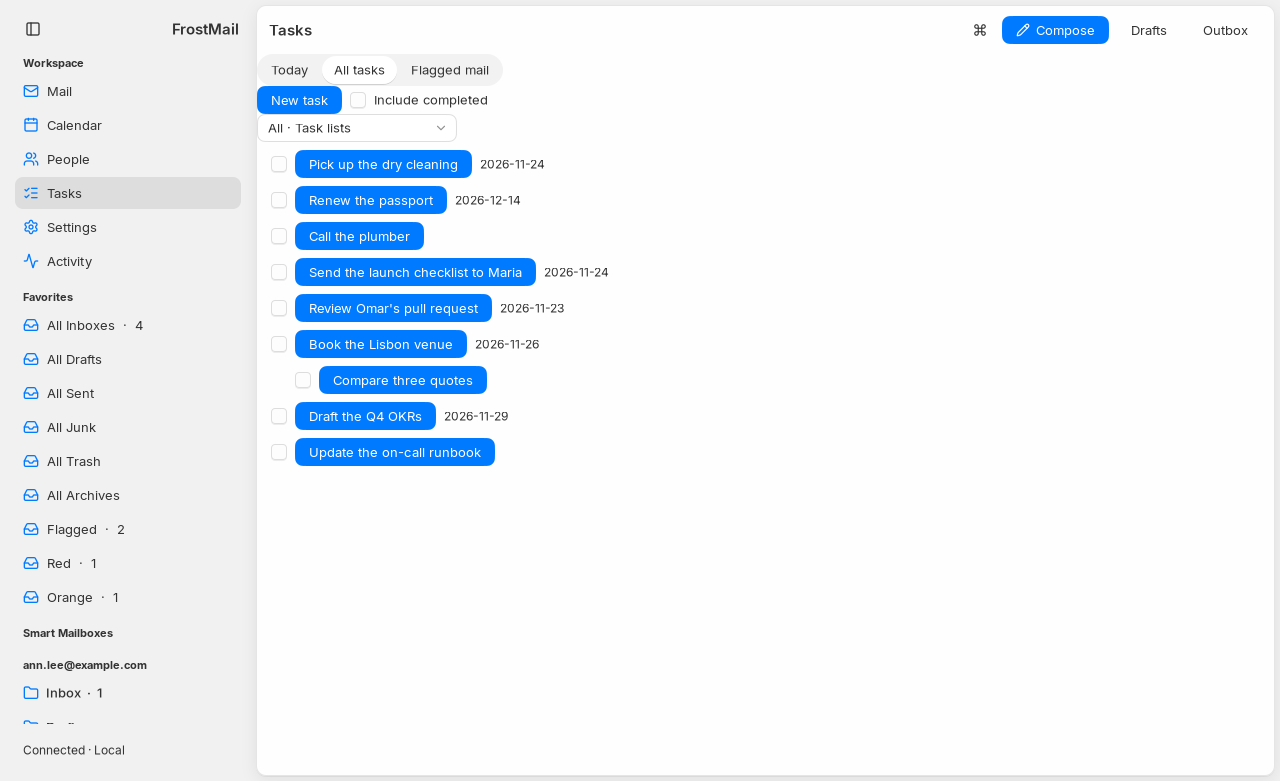 FrostMail
Workspace
Mail
Calendar
People
Tasks
Settings
Activity
Favorites
All Inboxes · 4
All Drafts
All Sent
All Junk
All Trash
All Archives
Flagged · 2
Red · 1
Orange · 1
Smart Mailboxes
ann.lee@example.com
Inbox · 1
Connected · Local
Tasks
⌘ Compose Drafts Outbox
Today All tasks Flagged mail
New task Include completed
All · Task lists
Pick up the dry cleaning 2026-11-24
Renew the passport 2026-12-14
Call the plumber
Send the launch checklist to Maria 2026-11-24
Review Omar's pull request 2026-11-23
Book the Lisbon venue 2026-11-26
Compare three quotes
Draft the Q4 OKRs 2026-11-29
Update the on-call runbook